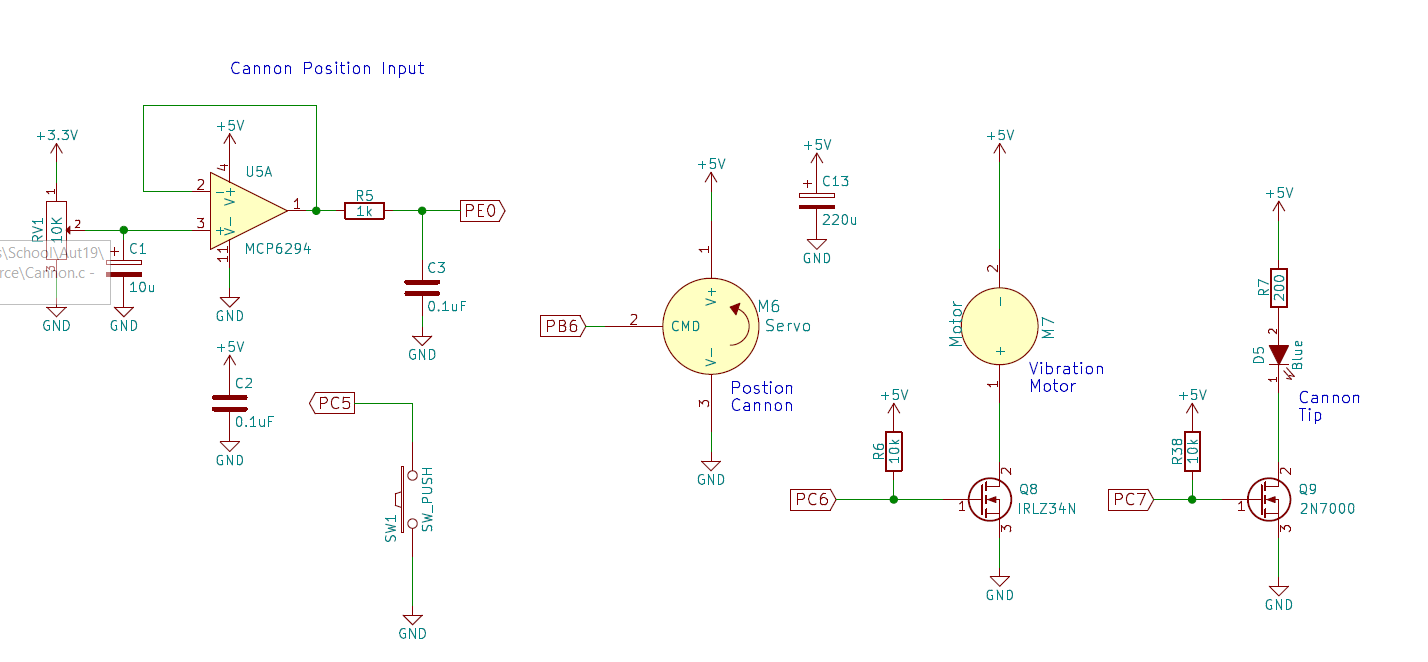 Cannon Position Input
+3.3V
1
RV1
10K
2
3
s\School\Aut19\
rce\Cannon.c -
GND
+
C1
10u
GND
+5V
4
U5A
2
-
V+
1
3
+
V-
11
MCP6294
GND
R5
1k
PE0
C3
0.1uF
GND
+5V
C2
0.1uF
GND
PC5
SW1
SW_PUSH
GND
+5V
1
V+
M6
PB6
2
CMD
Servo
V-
3
Postion
Cannon
GND
+5V
+
C13
220u
GND
+5V
2
-
Motor
M7
+
1
Vibration
Motor
+5V
R6
10k
PC6
1
2
Q8
IRLZ34N
3
GND
+5V
R7
200
2
D5
Blue
1
Cannon
Tip
+5V
R38
10k
PC7
1
2
Q9
2N7000
3
GND